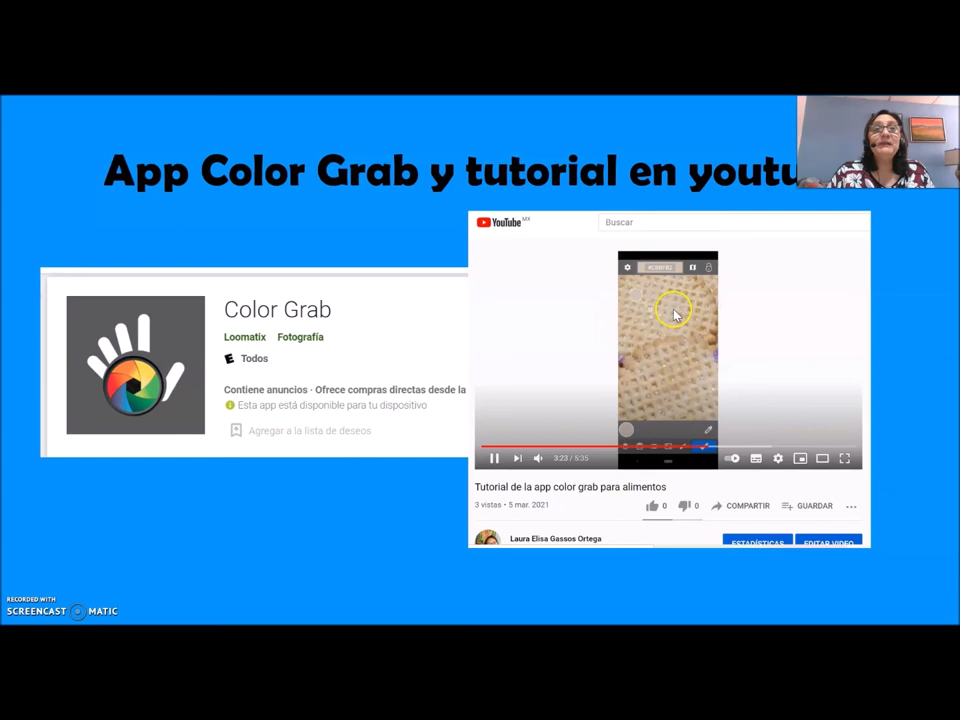 App Color Grab y tutorial en youtu
YouTube MX
Buscar
Color Grab
Loomatix Fotografía
E Todos
Contiene anuncios · Ofrece compras directas desde la
Esta app está disponible para tu dispositivo
Agregar a la lista de deseos
3:23 / 5:35
Tutorial de la app color grab para alimentos
3 vistas • 5 mar. 2021
0 0 COMPARTIR GUARDAR ...
Laura Elisa Gassos Ortega
ESTADÍSTICAS EDITAR VIDEO
RECORDED WITH
SCREENCAST MATIC